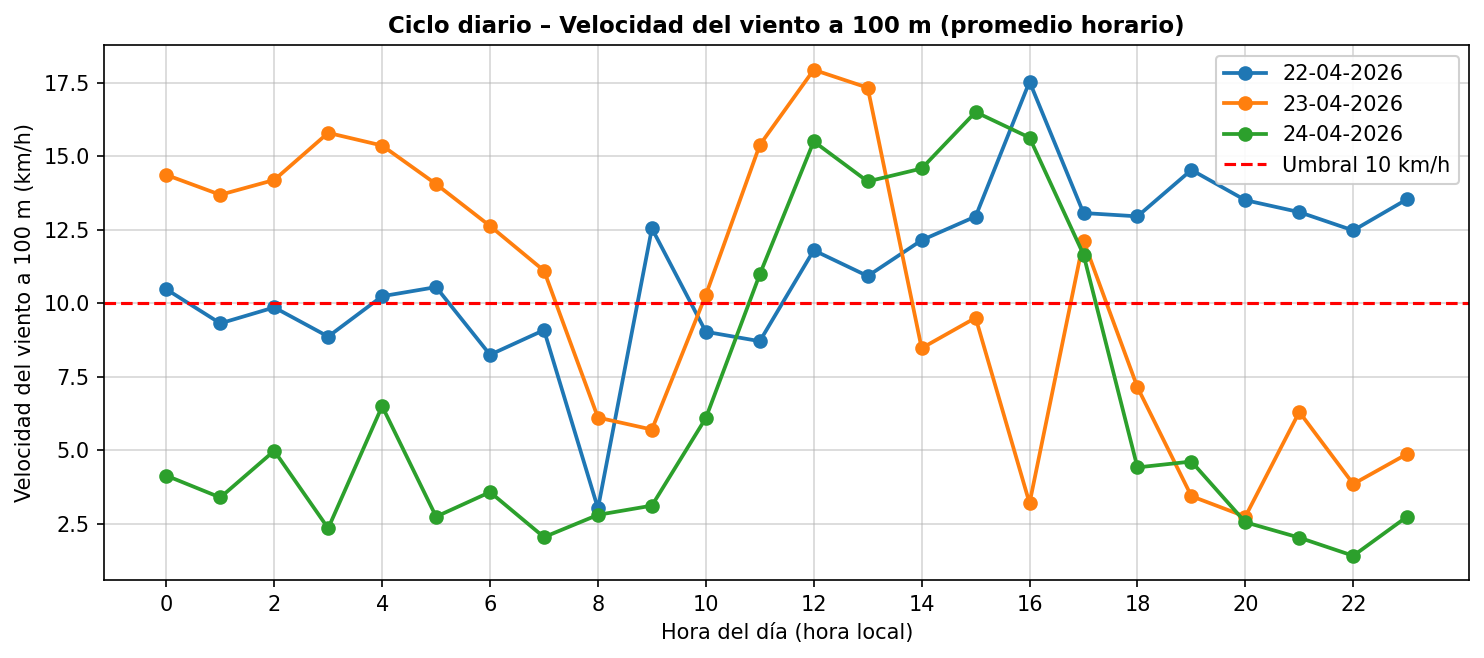 Ciclo diario – Velocidad del viento a 100 m (promedio horario)
Velocidad del viento a 100 m (km/h)
17.5
15.0
12.5
10.0
7.5
5.0
2.5
22-04-2026
23-04-2026
24-04-2026
Umbral 10 km/h
0 2 4 6 8 10 12 14 16 18 20 22
Hora del día (hora local)